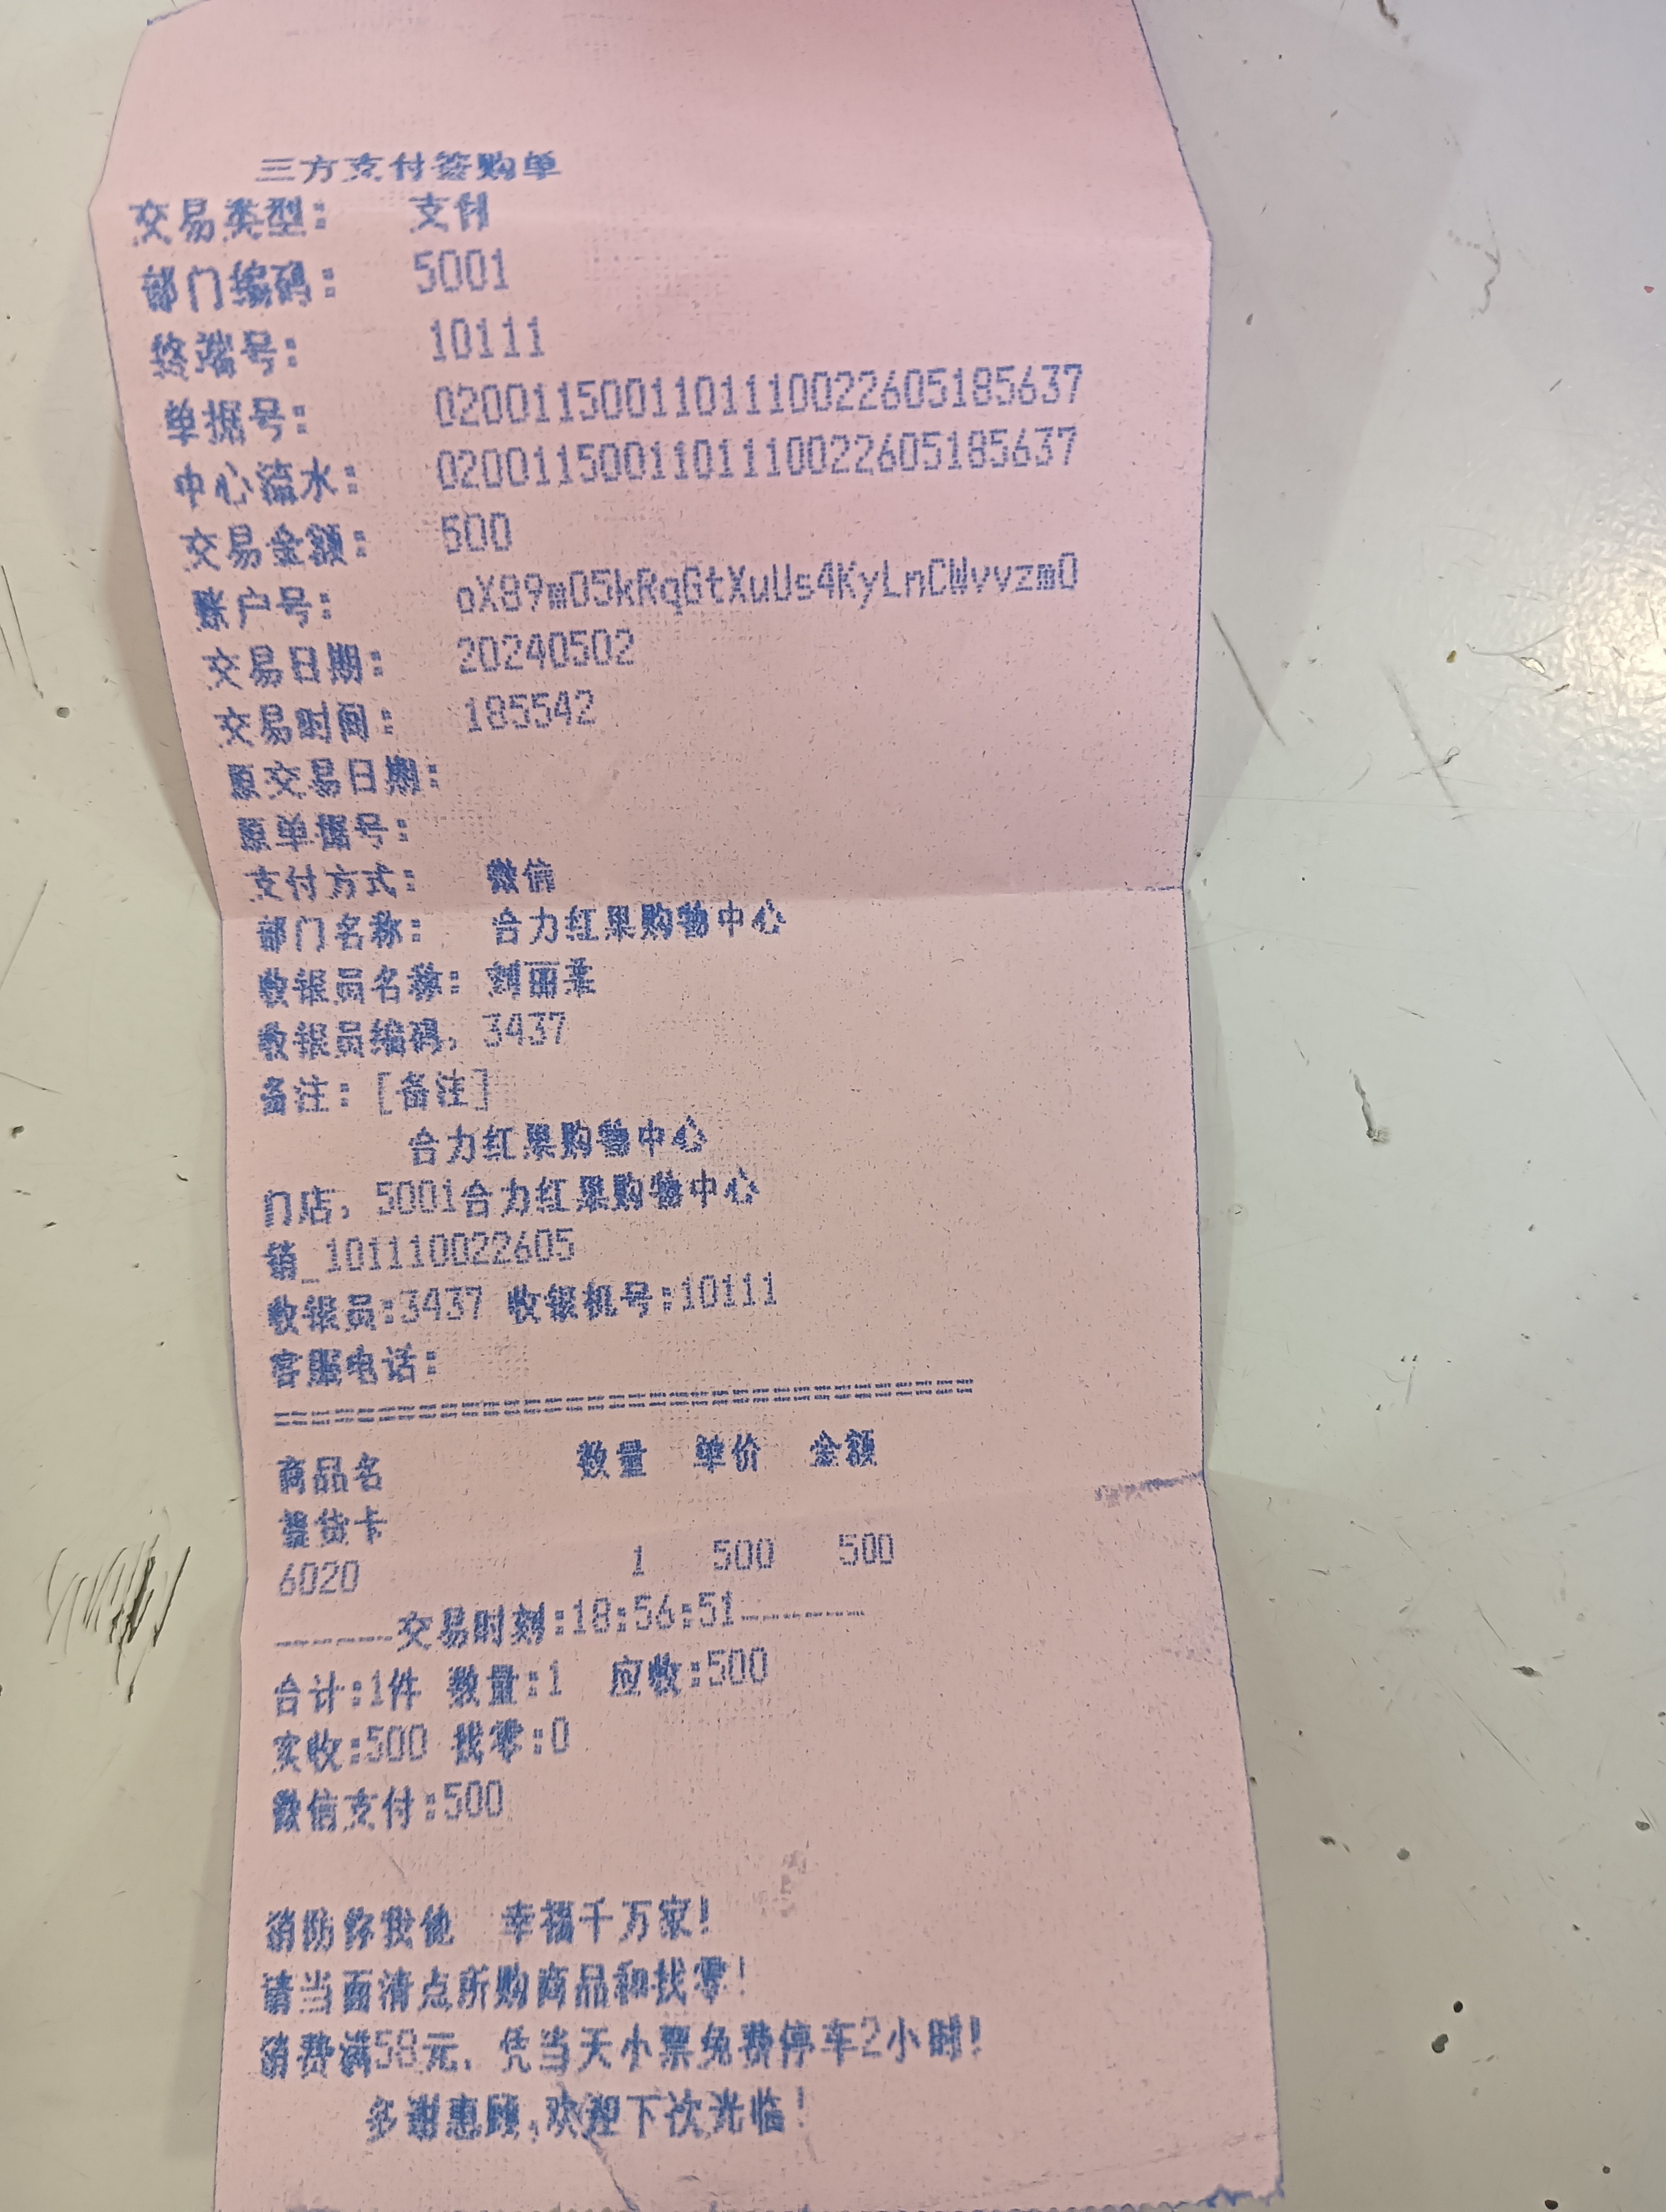 三方支付签购单
交易类型： 支付
部门编码： 5001
终端号： 10111
单据号： 020011500110111100226051​85637
中心流水： 0200115001101110022605185637
交易金额： 500
账户号： oX89m05kRqGtXuUs4KyLnCWvvzm0
交易日期： 20240502
交易时间： 185542
原交易日期：
原单据号：
支付方式： 微信
部门名称： 合力红果购物中心
收银员名称： 刘丽
收银员编码： 3437
备注：[备注]
合力红果购物中心
门店：5001合力红果购物中心
销_101110022605
收银员:3437 收银机号:10111
客服电话：
================================
商品名 数量 单价 金额
提货卡
6020 1 500 500
------交易时刻:18:56:51------
合计:1件 数量:1 应收:500
实收:500 找零:0
微信支付:500
消防你我他 幸福千万家!
请当面清点所购商品和找零!
消费满58元，凭当天小票免费停车2小时!
多谢惠顾,欢迎下次光临!